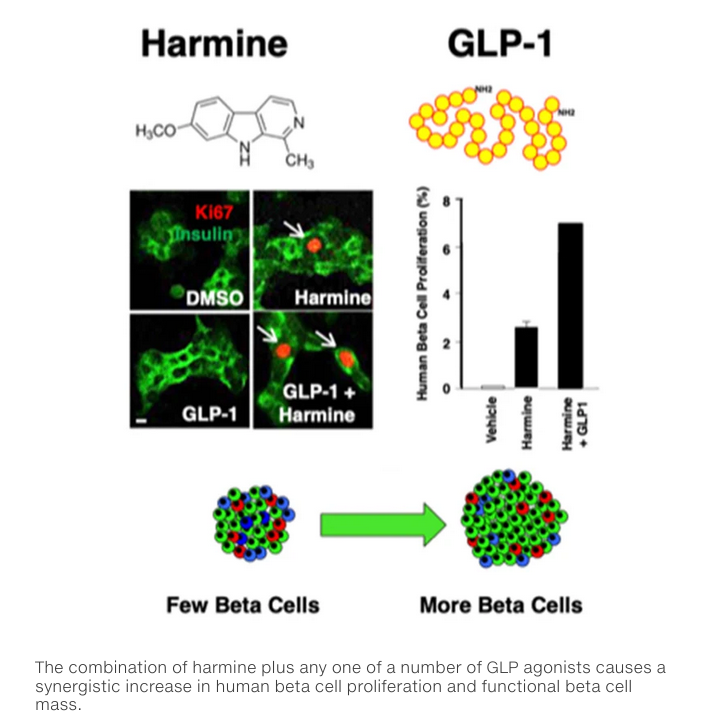 Harmine
GLP-1
H₃CO
N
N
H
CH₃
NH2
NH2
Ki67
Insulin
DMSO
Harmine
GLP-1
GLP-1 +
Harmine
Human Beta Cell Proliferation (%)
8
6
4
2
0
Vehicle
Harmine
Harmine
+ GLP1
Few Beta Cells
More Beta Cells
The combination of harmine plus any one of a number of GLP agonists causes a
synergistic increase in human beta cell proliferation and functional beta cell
mass.